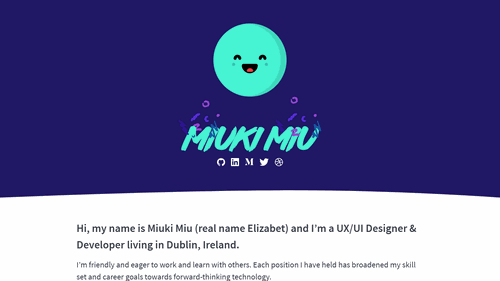 MIUKI MIU
Hi, my name is Miuki Miu (real name Elizabet) and I'm a UX/UI Designer &
Developer living in Dublin, Ireland.
I'm friendly and eager to work and learn with others. Each position I have held has broadened my skill
set and career goals towards forward-thinking technology.